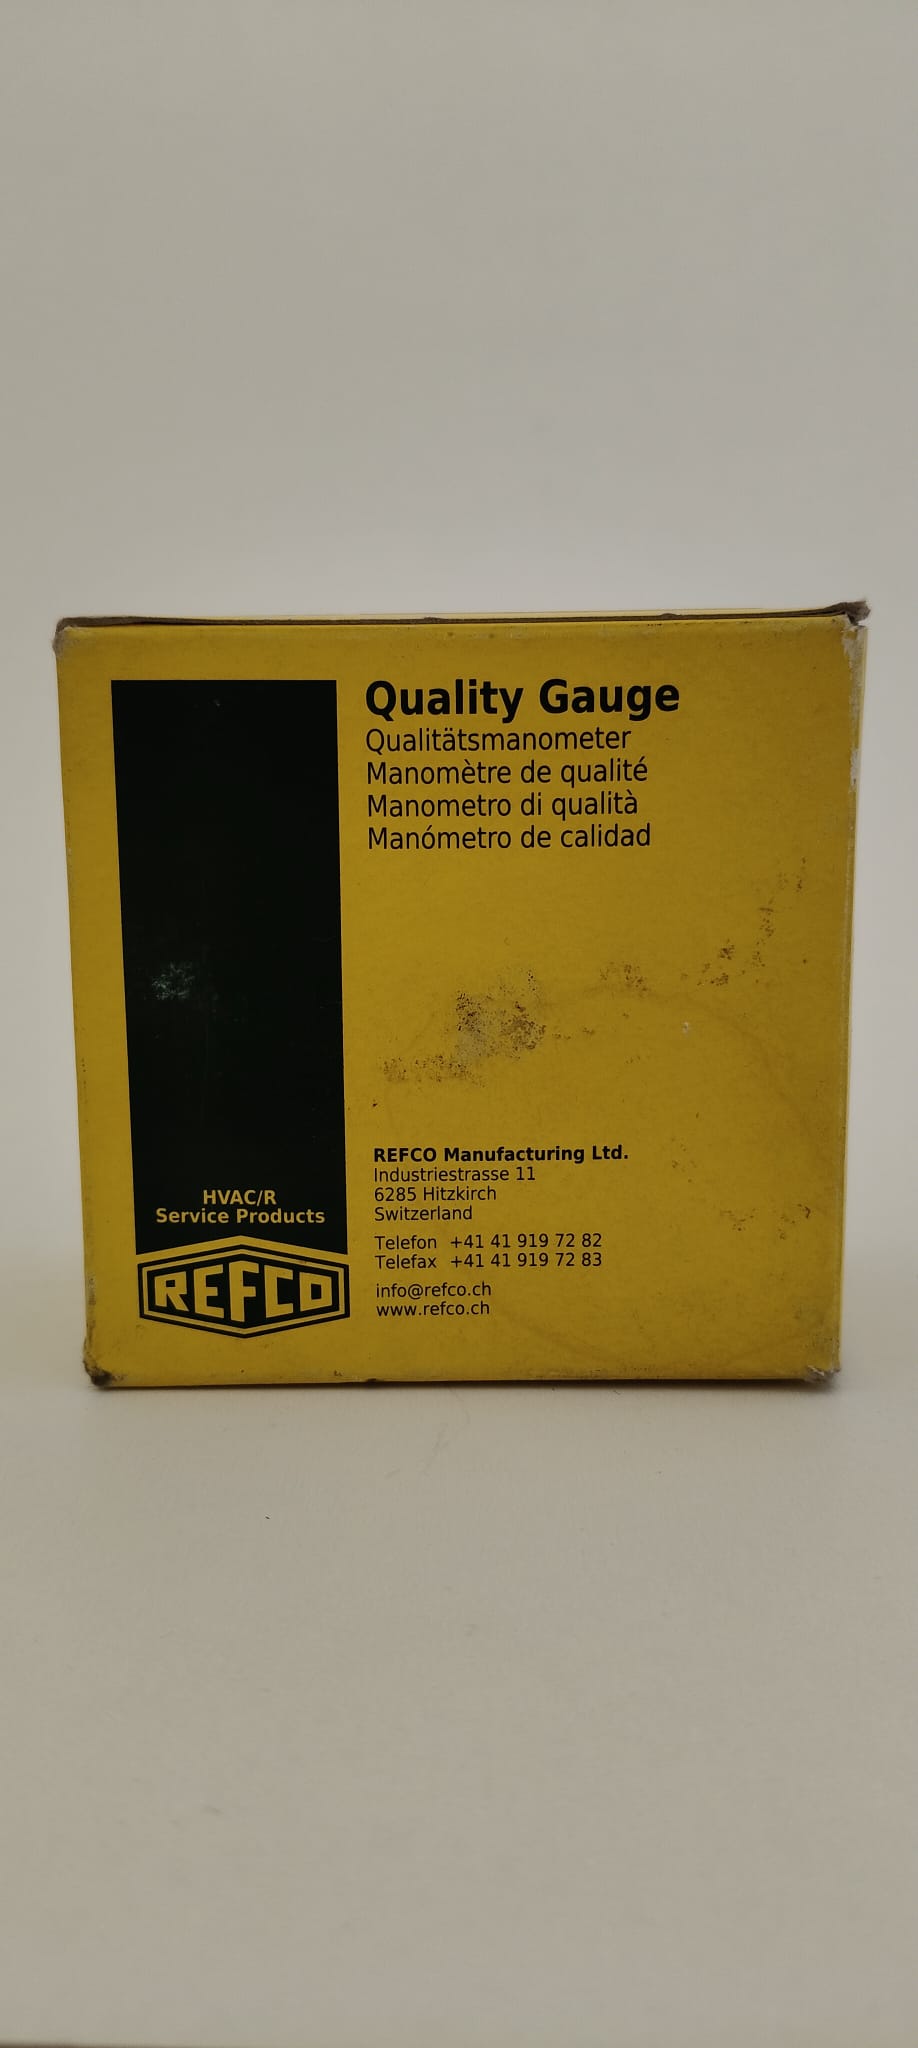 Quality Gauge
Qualitätsmanometer
Manomètre de qualité
Manometro di qualità
Manómetro de calidad
HVAC/R
Service Products
REFCO
REFCO Manufacturing Ltd.
Industriestrasse 11
6285 Hitzkirch
Switzerland
Telefon +41 41 919 72 82
Telefax +41 41 919 72 83
info@refco.ch
www.refco.ch